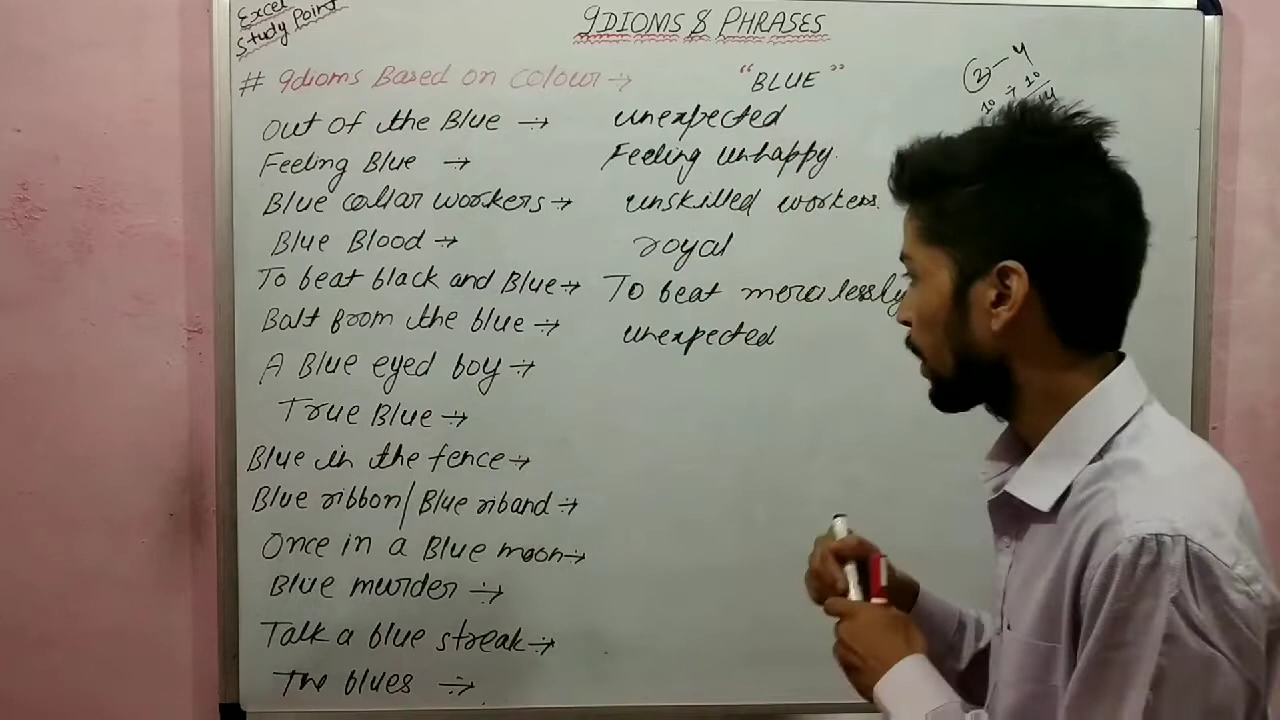 Excel
Study Point
IDIOMS & PHRASES
# Idioms Based on Colour → "BLUE"
Out of the Blue → unexpected
Feeling Blue → Feeling Unhappy.
Blue collar workers → unskilled workers.
Blue Blood → royal
To beat black and Blue → To beat mercilessly
Bolt from the blue → unexpected
A Blue eyed boy →
True Blue →
Blue in the fence →
Blue ribbon/Blue riband →
Once in a Blue moon →
Blue murder →
Talk a blue streak →
The blues →